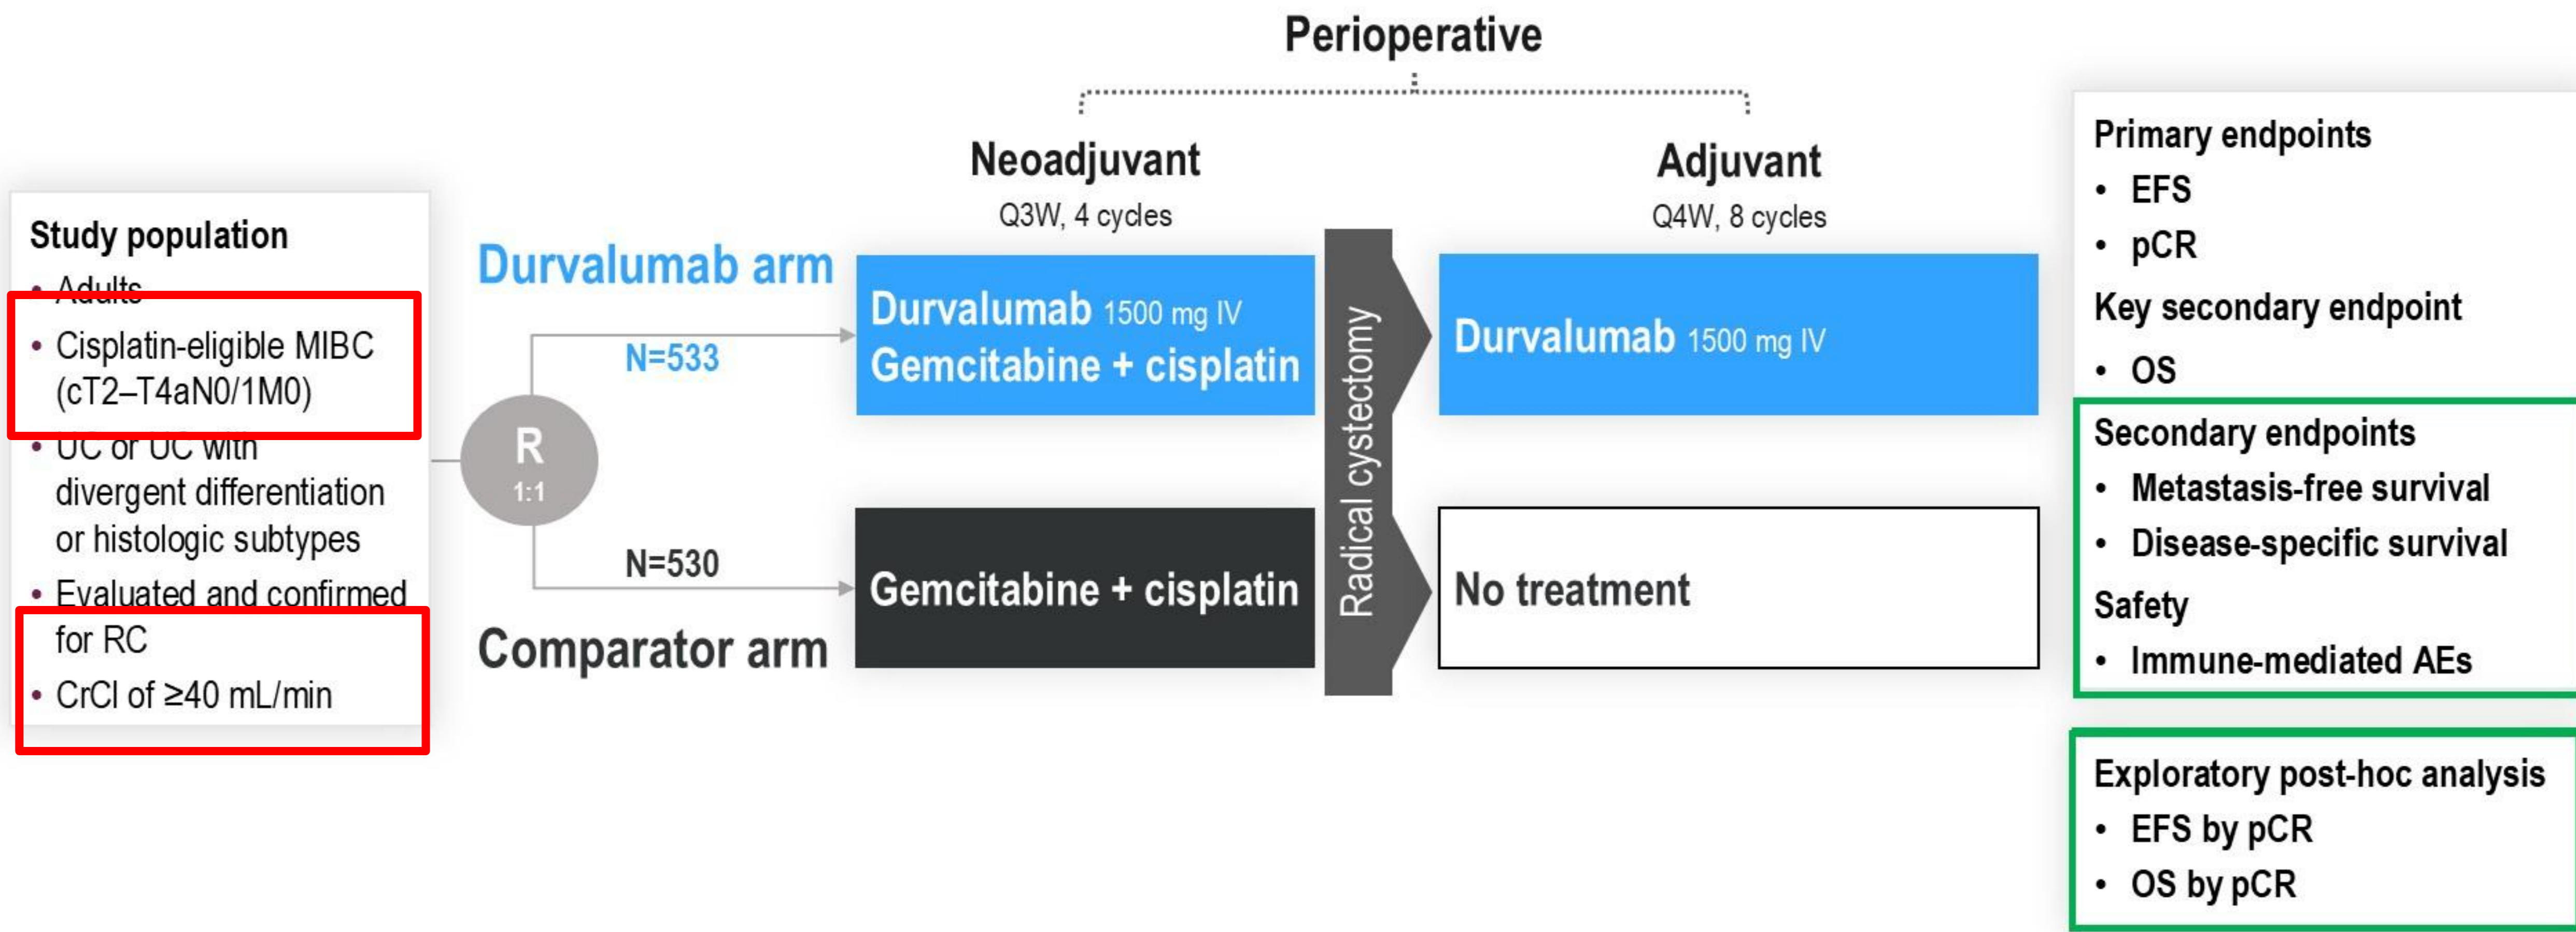 Perioperative
Neoadjuvant
Q3W, 4 cycles
Adjuvant
Q4W, 8 cycles
Study population
• Adults
• Cisplatin-eligible MIBC
(cT2–T4aN0/1M0)
• UC or UC with
divergent differentiation
or histologic subtypes
• Evaluated and confirmed
for RC
• CrCl of ≥40 mL/min
R
1:1
Durvalumab arm
N=533
Durvalumab 1500 mg IV
Gemcitabine + cisplatin
N=530
Comparator arm
Gemcitabine + cisplatin
Radical cystectomy
Durvalumab 1500 mg IV
No treatment
Primary endpoints
• EFS
• pCR
Key secondary endpoint
• OS
Secondary endpoints
• Metastasis-free survival
• Disease-specific survival
Safety
• Immune-mediated AEs
Exploratory post-hoc analysis
• EFS by pCR
• OS by pCR